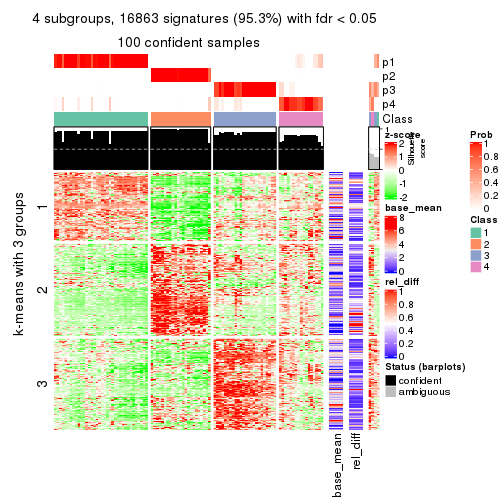 4 subgroups, 16863 signatures (95.3%) with fdr < 0.05
100 confident samples
p1
p2
p3
p4
Class
1
Silhouette
score
k-means with 3 groups
1
2
3
base_mean
rel_diff
z-score
2
1
0
-1
-2
base_mean
8
6
4
2
0
rel_diff
1
0.8
0.6
0.4
0.2
0
Status (barplots)
confident
ambiguous
Prob
1
0.8
0.6
0.4
0.2
0
Class
1
2
3
4